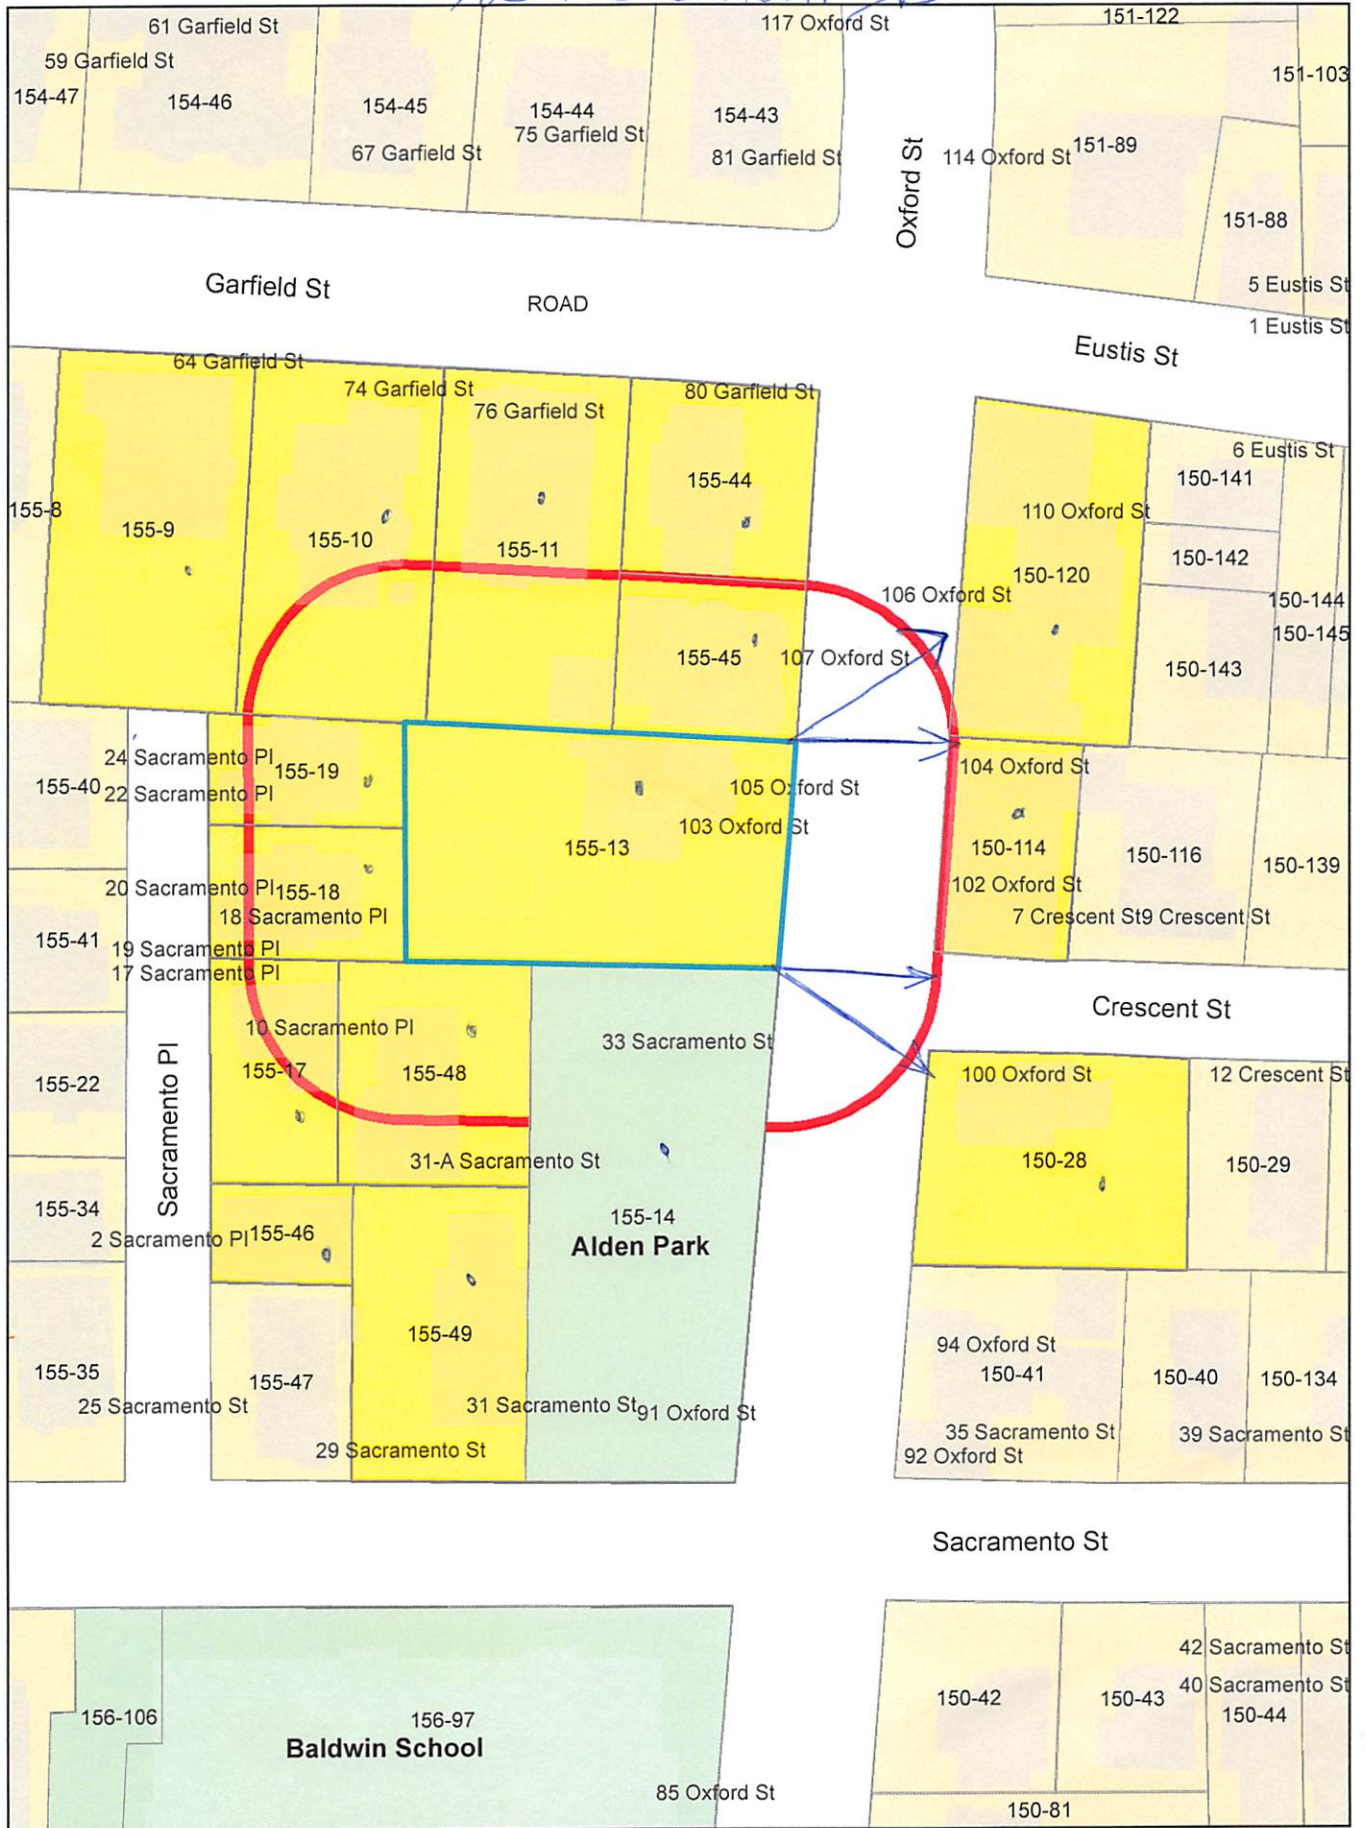 61 Garfield St
117 Oxford St
151-122
59 Garfield St
151-103
154-47
154-46
154-45
154-44
154-43
75 Garfield St
67 Garfield St
81 Garfield St
Oxford St
114 Oxford St
151-89
151-88
Garfield St
ROAD
5 Eustis St
1 Eustis St
Eustis St
64 Garfield St
74 Garfield St
76 Garfield St
80 Garfield St
6 Eustis St
150-141
155-44
155-8
155-9
155-10
155-11
110 Oxford St
150-142
150-120
106 Oxford St
150-144
150-145
155-45
107 Oxford St
150-143
24 Sacramento Pl
155-19
104 Oxford St
155-40
22 Sacramento Pl
105 Oxford St
103 Oxford St
155-13
150-114
150-116
150-139
20 Sacramento Pl
155-18
102 Oxford St
18 Sacramento Pl
7 Crescent St
9 Crescent St
155-41
19 Sacramento Pl
17 Sacramento Pl
Crescent St
10 Sacramento Pl
33 Sacramento St
155-22
155-17
155-48
100 Oxford St
12 Crescent St
Sacramento Pl
31-A Sacramento St
150-28
150-29
155-34
155-14
2 Sacramento Pl
155-46
Alden Park
155-49
94 Oxford St
155-35
155-47
150-41
150-40
150-134
25 Sacramento St
31 Sacramento St
91 Oxford St
35 Sacramento St
39 Sacramento St
29 Sacramento St
92 Oxford St
Sacramento St
42 Sacramento St
40 Sacramento St
156-106
156-97
150-42
150-43
150-44
Baldwin School
85 Oxford St
150-81